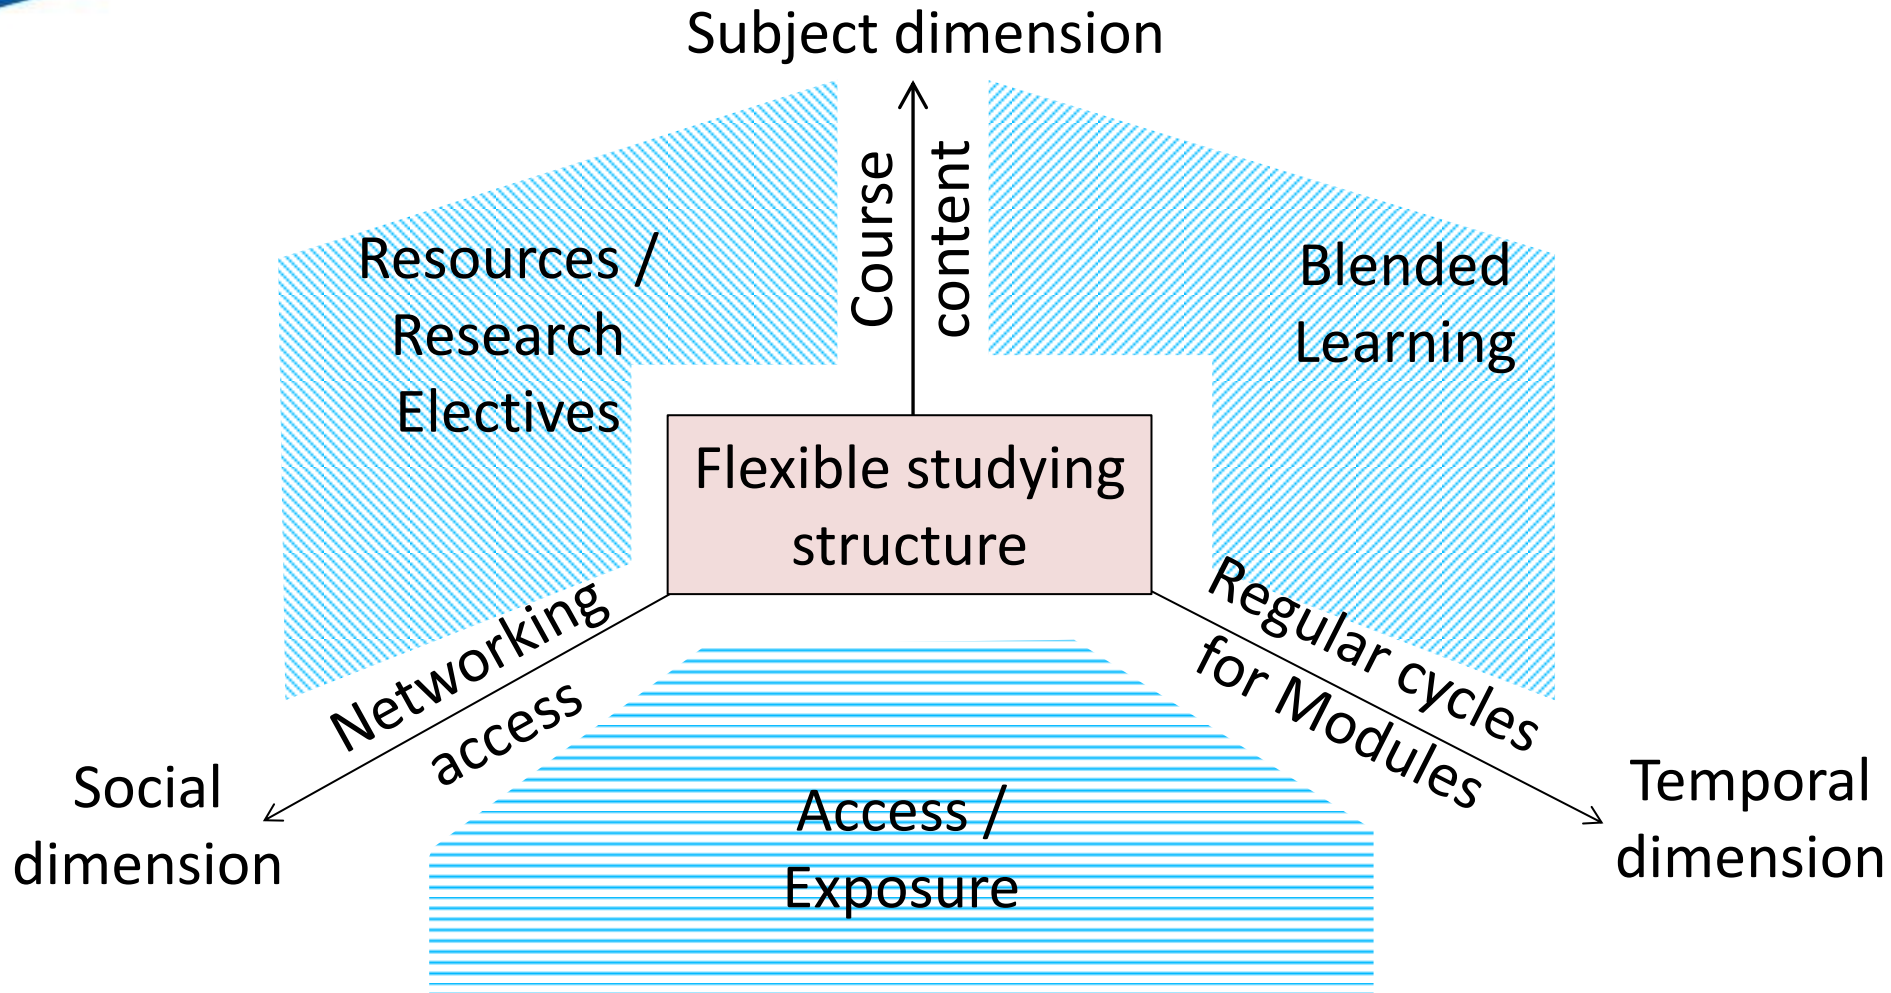 Subject dimension
Course
content
Resources /
Research
Electives
Blended
Learning
Flexible studying
structure
Networking
access
Regular cycles
for Modules
Social
dimension
Access /
Exposure
Temporal
dimension